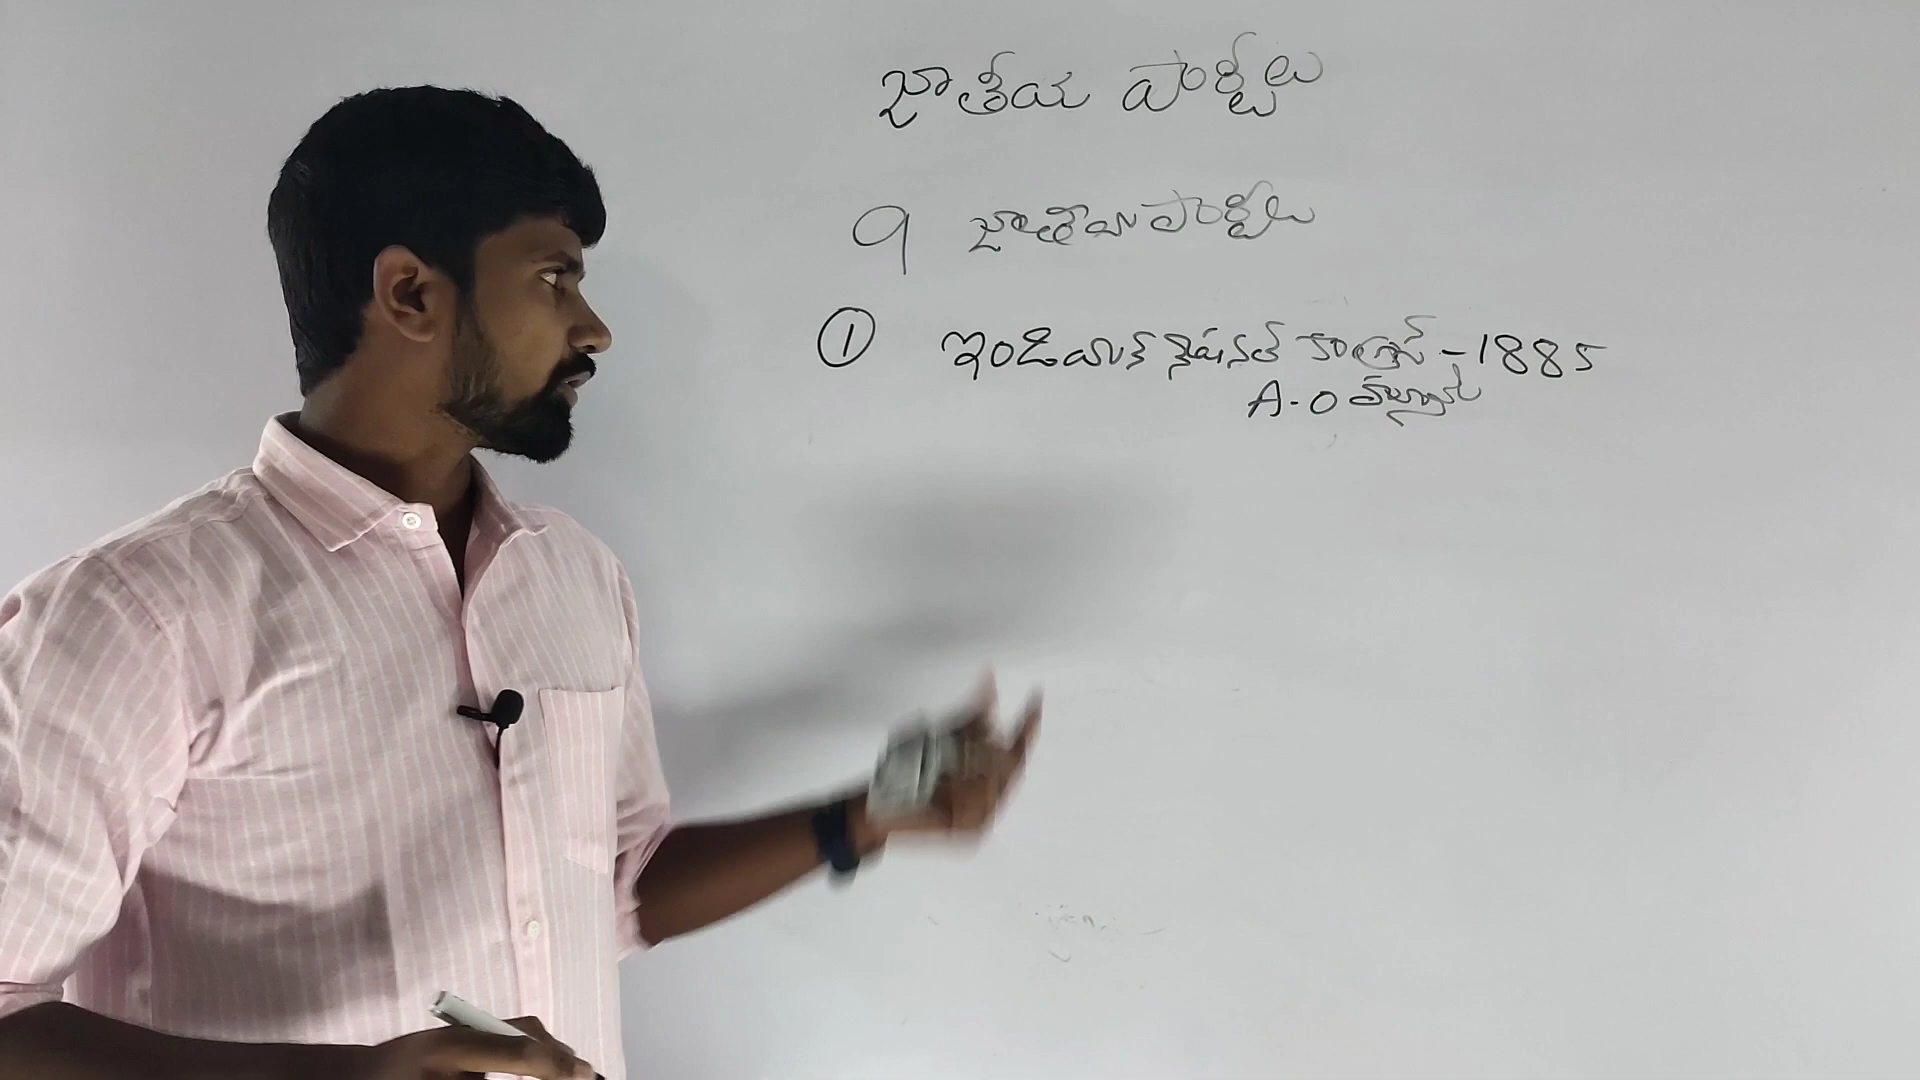 జాతీయ పార్టీలు
9 జాతీయ పార్టీలు
① ఇండియన్ నేషనల్ కాంగ్రెస్ - 1885
A.O హ్యూమ్